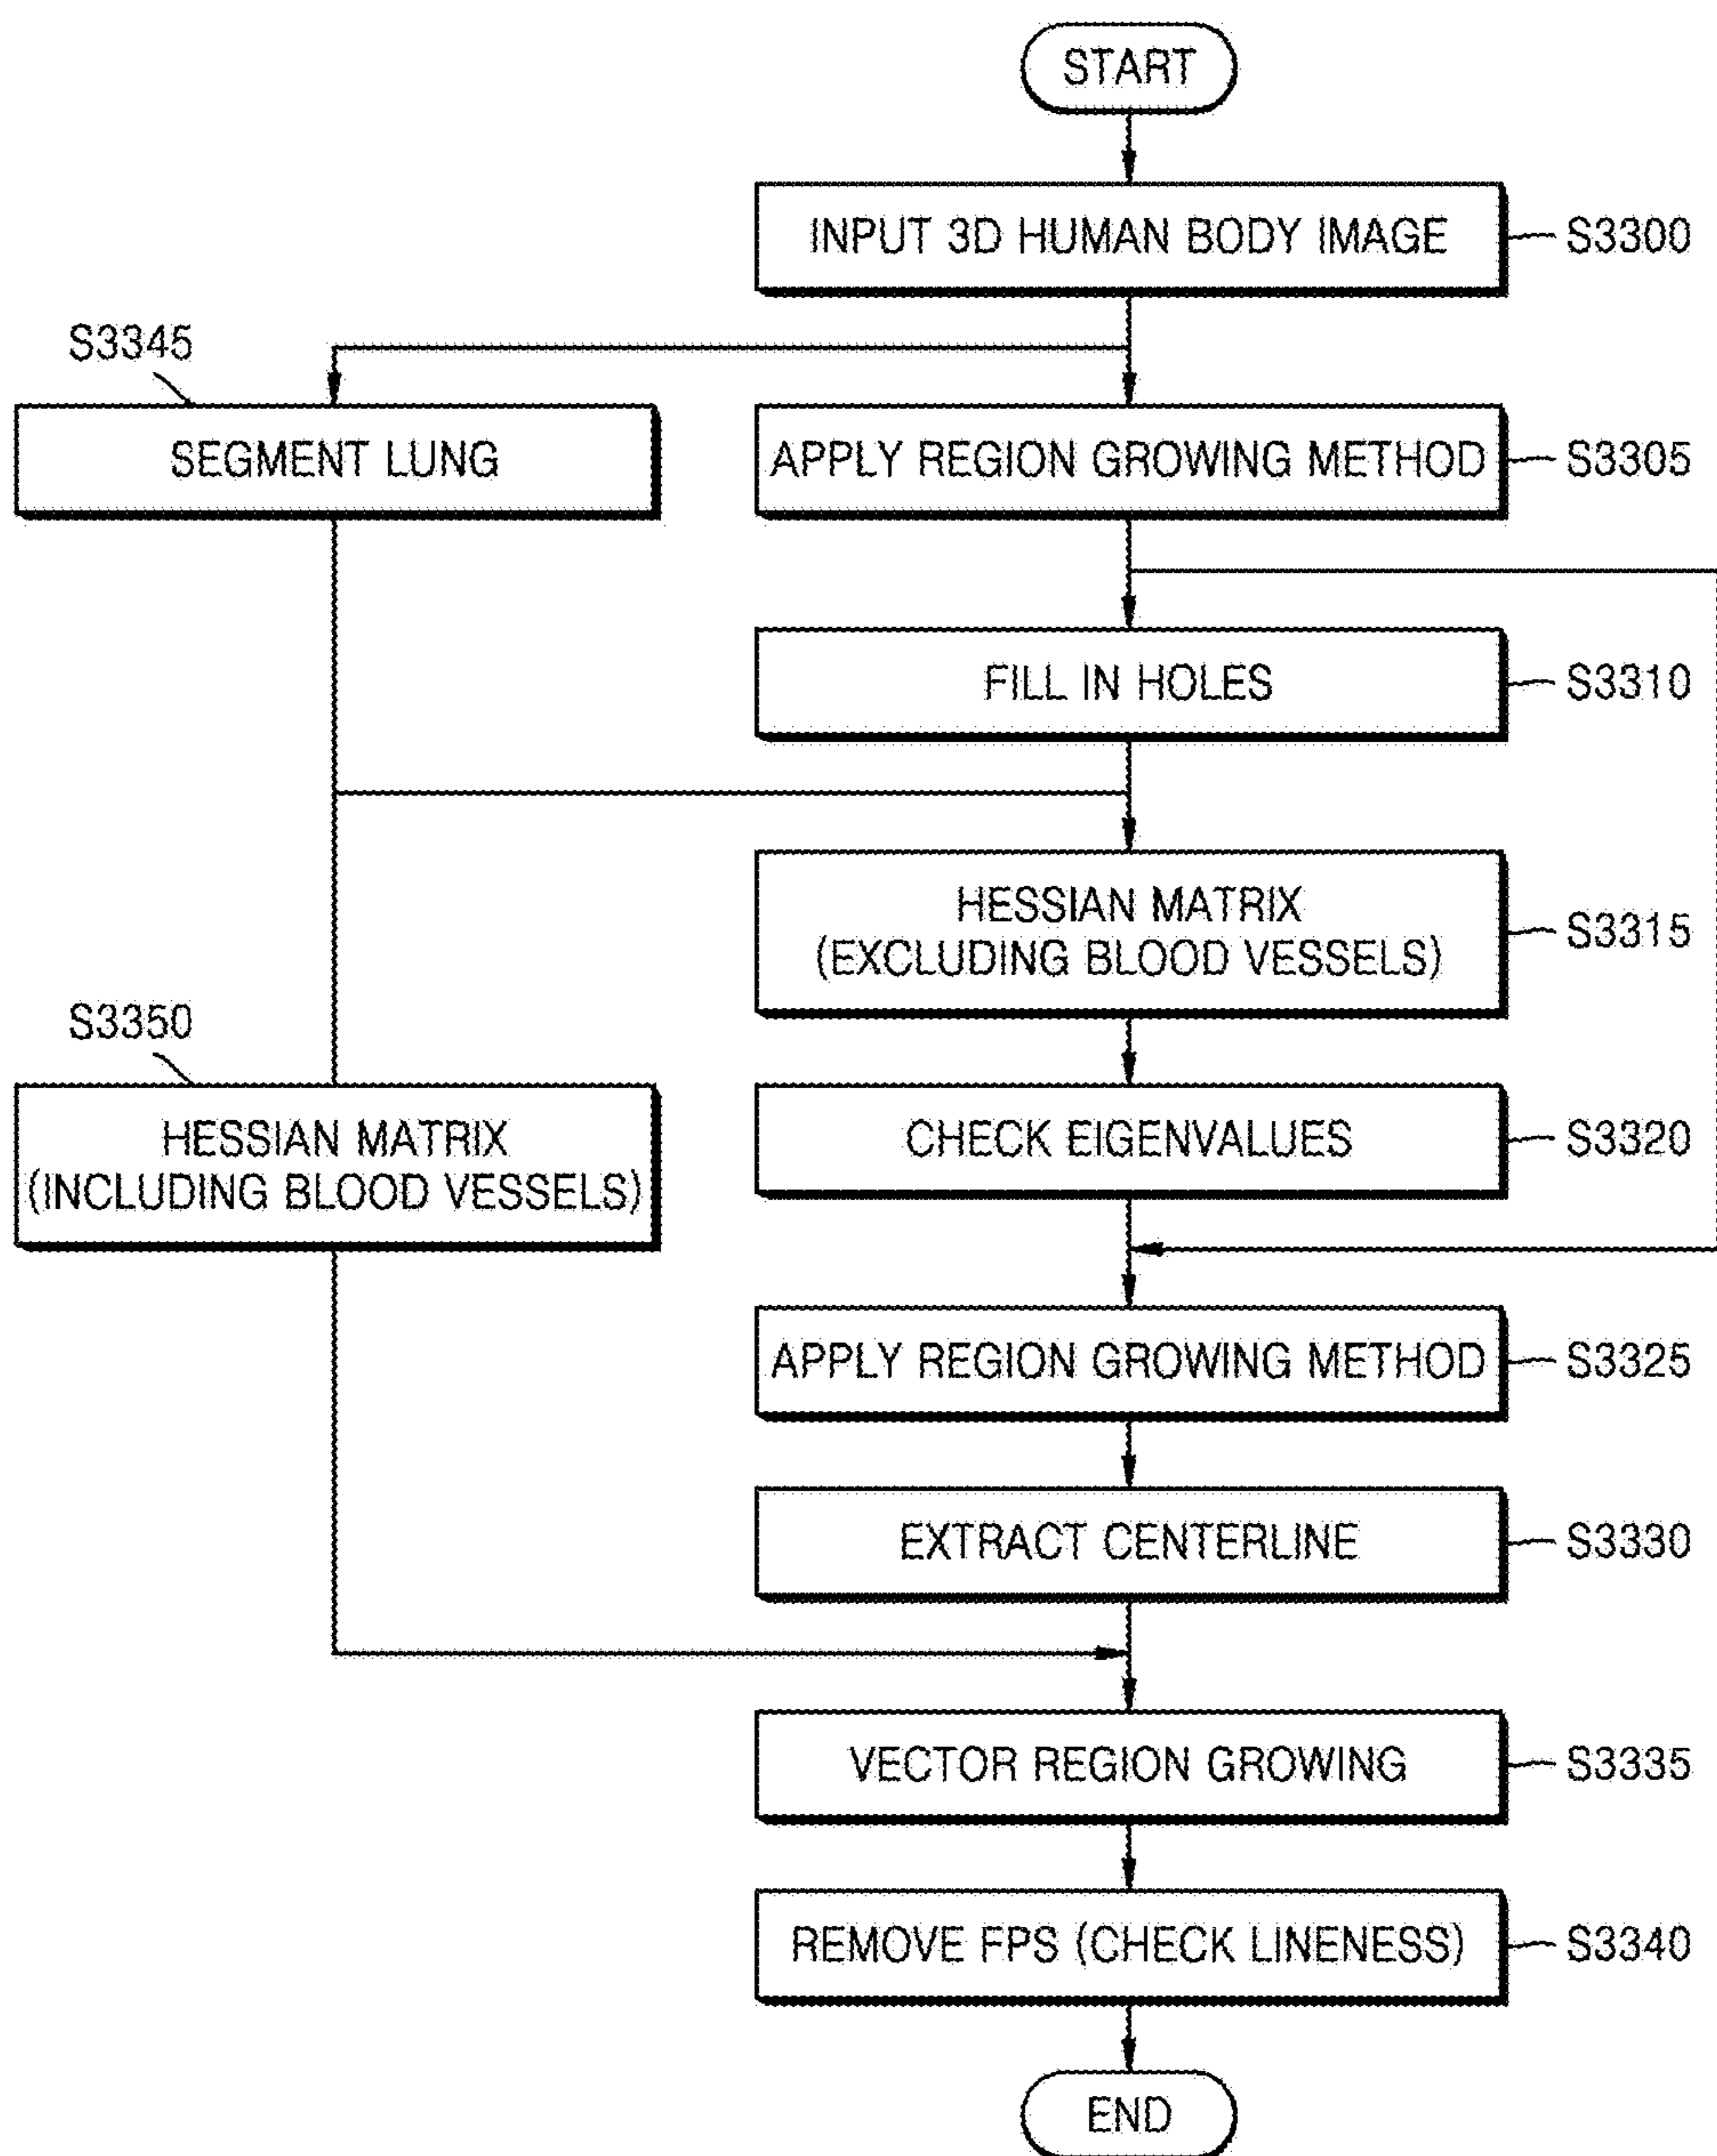 START
INPUT 3D HUMAN BODY IMAGE
S3300
S3345
SEGMENT LUNG
APPLY REGION GROWING METHOD
S3305
FILL IN HOLES
S3310
HESSIAN MATRIX
(EXCLUDING BLOOD VESSELS)
S3315
S3350
HESSIAN MATRIX
(INCLUDING BLOOD VESSELS)
CHECK EIGENVALUES
S3320
APPLY REGION GROWING METHOD
S3325
EXTRACT CENTERLINE
S3330
VECTOR REGION GROWING
S3335
REMOVE FPS (CHECK LINENESS)
S3340
END